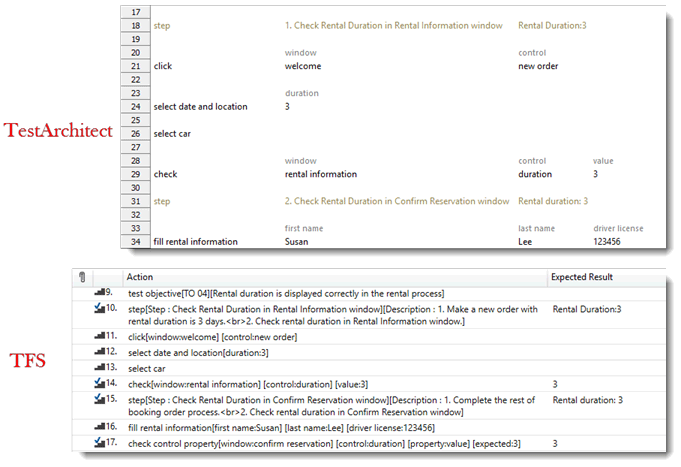 17
18 step 1. Check Rental Duration in Rental Information window Rental Duration:3
19
20 window control
21 click welcome new order
22
23 duration
24 select date and location 3
25
TestArchitect
26 select car
27
28 window control value
29 check rental information duration 3
30
31 step 2. Check Rental Duration in Confirm Reservation window Rental duration: 3
32
33 first name last name driver license
34 fill rental information Susan Lee 123456
Action Expected Result
9. test objective[TO 04][Rental duration is displayed correctly in the rental process]
10. step[Step : Check Rental Duration in Rental Information window][Description : 1. Make a new order with Rental Duration:3
rental duration is 3 days.<br>2. Check rental duration in Rental Information window.]
11. click[window:welcome] [control:new order]
12. select date and location[duration:3]
TFS
13. select car
14. check[window:rental information] [control:duration] [value:3] 3
15. step[Step : Check Rental Duration in Confirm Reservation window][Description : 1. Complete the rest of Rental duration: 3
booking order process.<br>2. Check rental duration in Confirm Reservation window]
16. fill rental information[first name:Susan] [last name:Lee] [driver license:123456]
17. check control property[window:confirm reservation] [control:duration] [property:value] [expected:3] 3